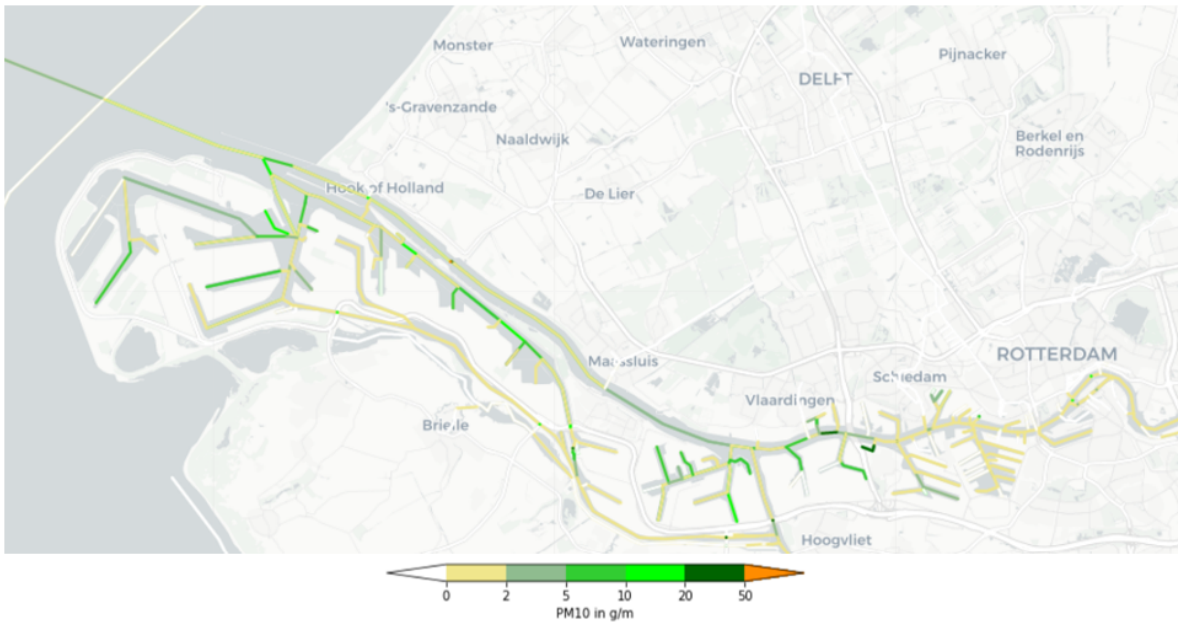 Monster
Wateringen
Pijnacker
DELFT
's-Gravenzande
Naaldwijk
Berkel en
Rodenrijs
Hook of Holland
De Lier
ROTTERDAM
Maassluis
Schiedam
Vlaardingen
Brielle
Hoogvliet
0 2 5 10 20 50
PM10 in g/m